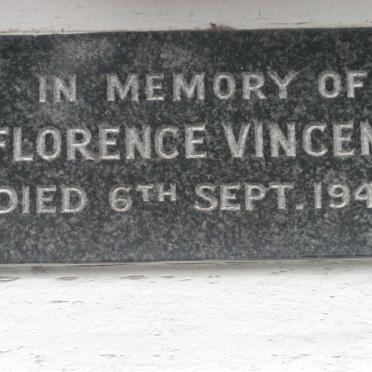 IN MEMORY OF
FLORENCE VINCEN
DIED 6TH SEPT. 194